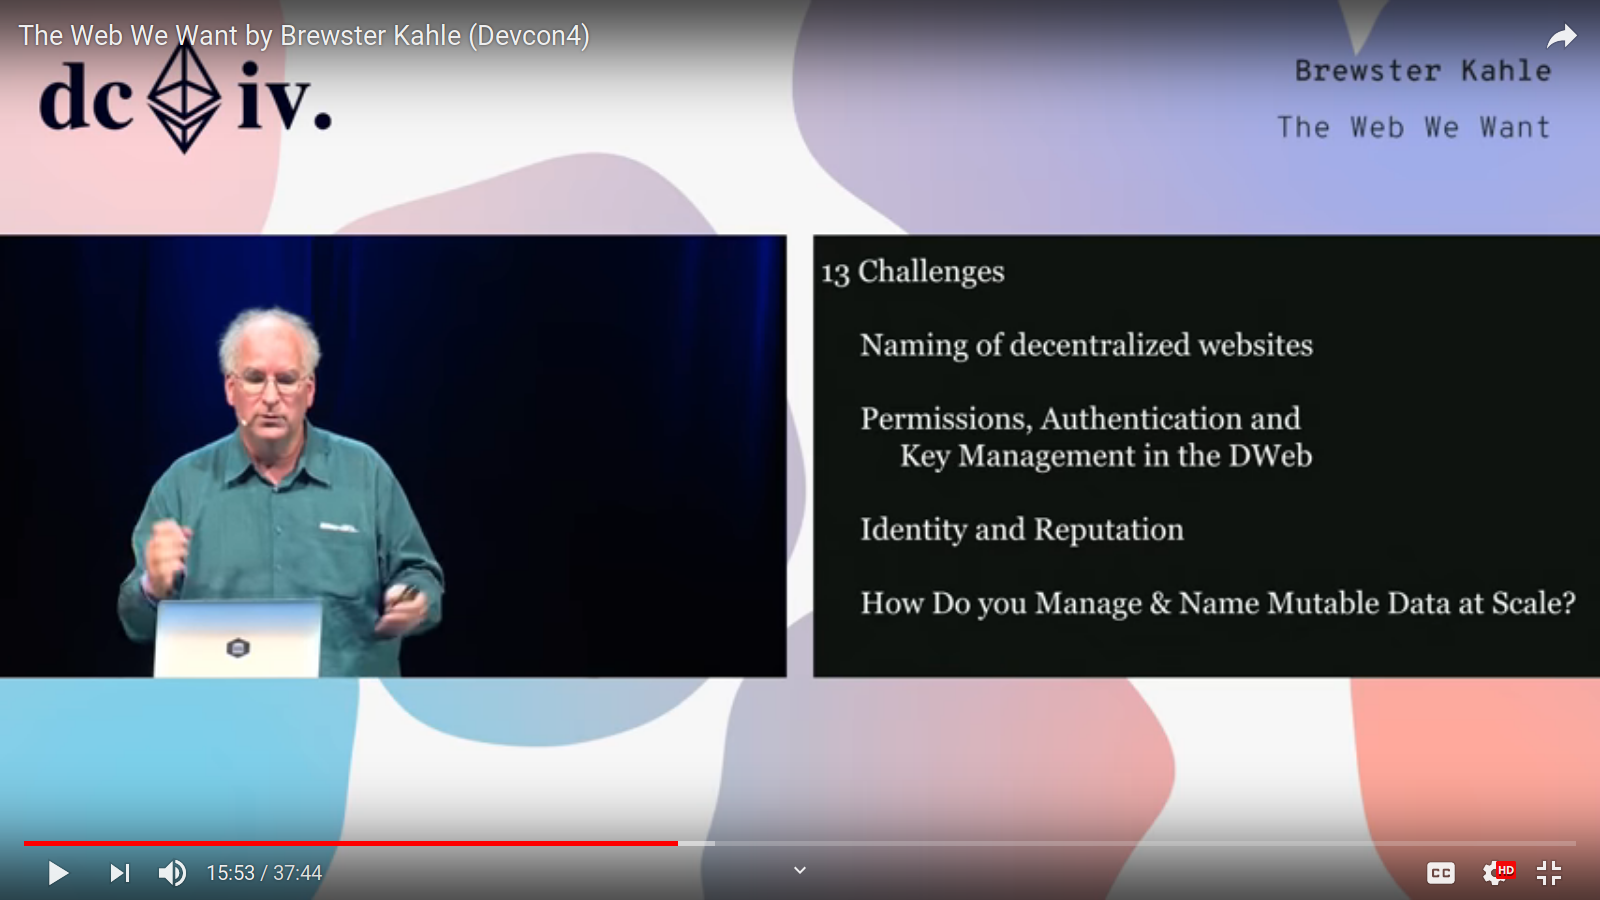 The Web We Want by Brewster Kahle (Devcon4)
dc iv.
Brewster Kahle
The Web We Want
13 Challenges
Naming of decentralized websites
Permissions, Authentication and
Key Management in the DWeb
Identity and Reputation
How Do you Manage & Name Mutable Data at Scale?
15:53 / 37:44
CC
HD